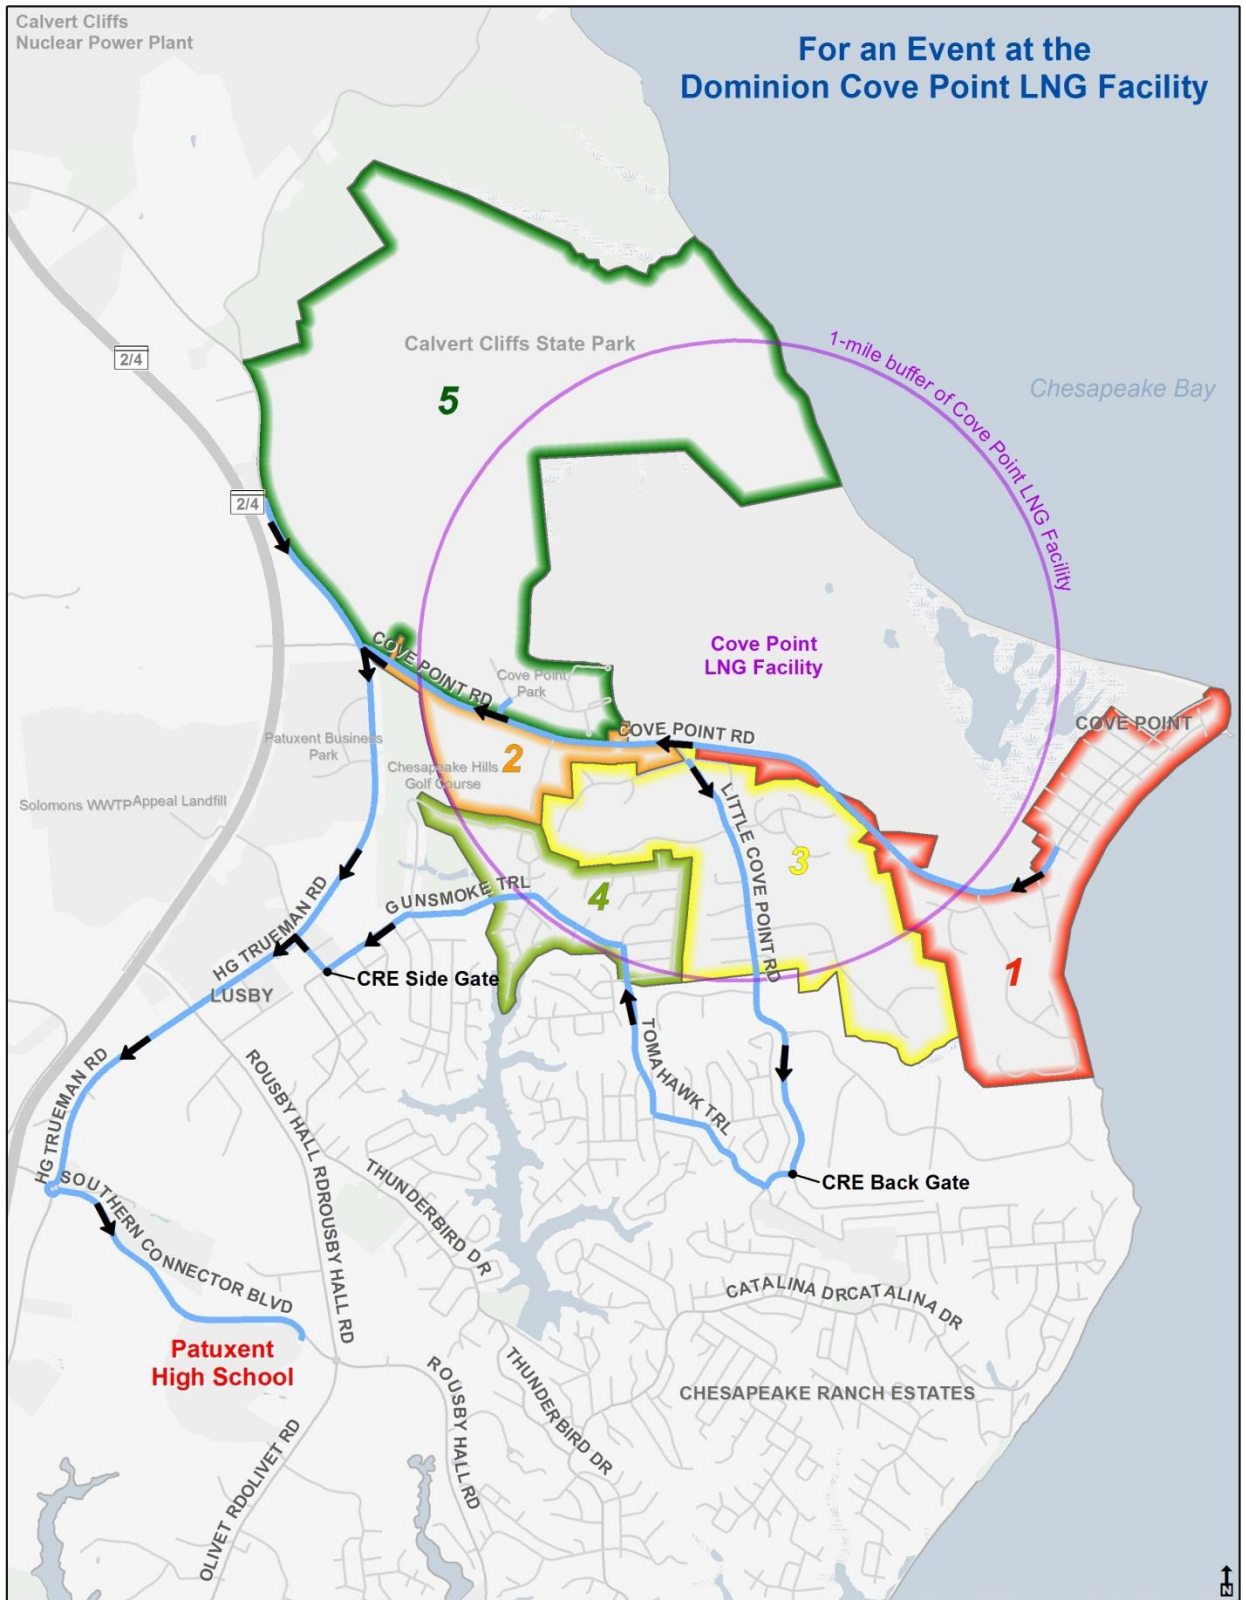 Calvert Cliffs
Nuclear Power Plant
For an Event at the
Dominion Cove Point LNG Facility
2/4
Calvert Cliffs State Park
1-mile buffer of Cove Point LNG Facility
Chesapeake Bay
5
2/4
COVE POINT RD
Cove Point
Park
Cove Point
LNG Facility
COVE POINT RD
COVE POINT
Patuxent Business
Park
2
Chesapeake Hills
Golf Course
Solomons WWTP
Appeal Landfill
LITTLE COVE POINT RD
3
4
GUNSMOKE TRL
HG TRUEMAN RD
CRE Side Gate
1
LUSBY
TOMAHAWK TRL
HG TRUEMAN RD
ROUSBY HALL RD
ROUSBY HALL RD
THUNDERBIRD DR
CRE Back Gate
SOUTHERN CONNECTOR BLVD
CATALINA DR
CATALINA DR
Patuxent
High School
THUNDERBIRD DR
ROUSBY HALL RD
CHESAPEAKE RANCH ESTATES
OLIVET RD
OLIVET RD
N